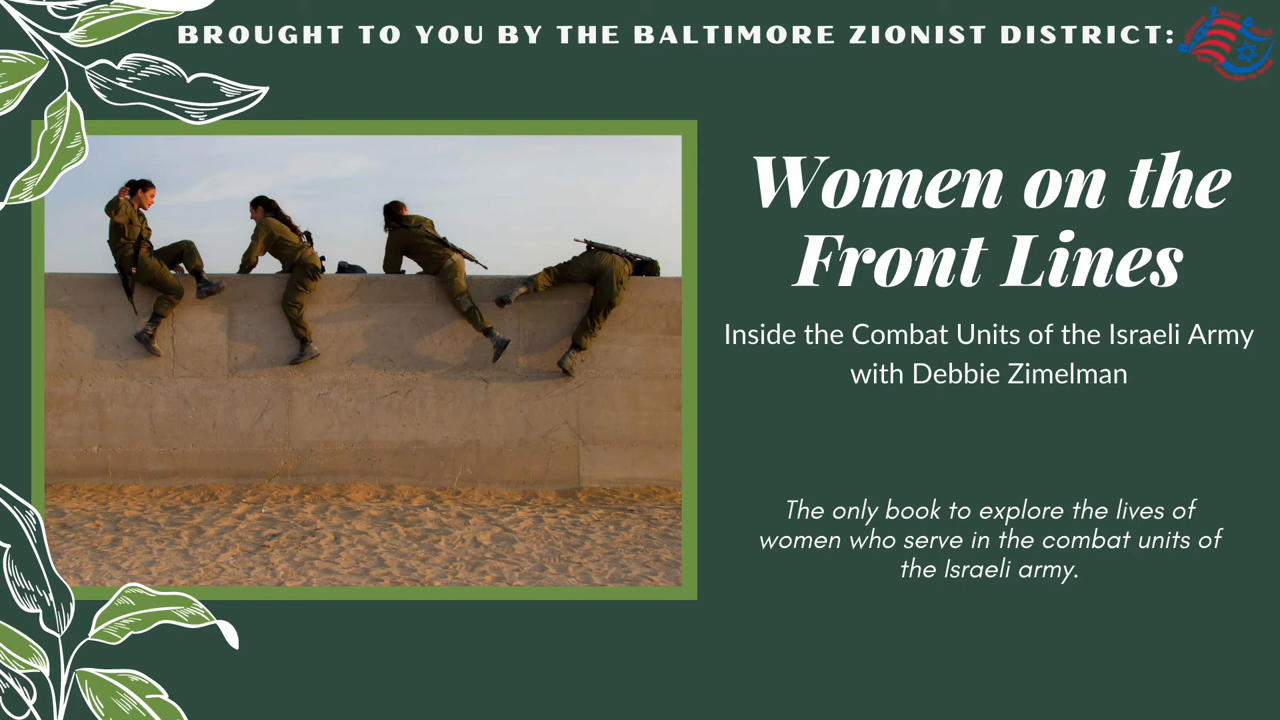 BROUGHT TO YOU BY THE BALTIMORE ZIONIST DISTRICT:
Women on the
Front Lines
Inside the Combat Units of the Israeli Army
with Debbie Zimelman
The only book to explore the lives of
women who serve in the combat units of
the Israeli army.